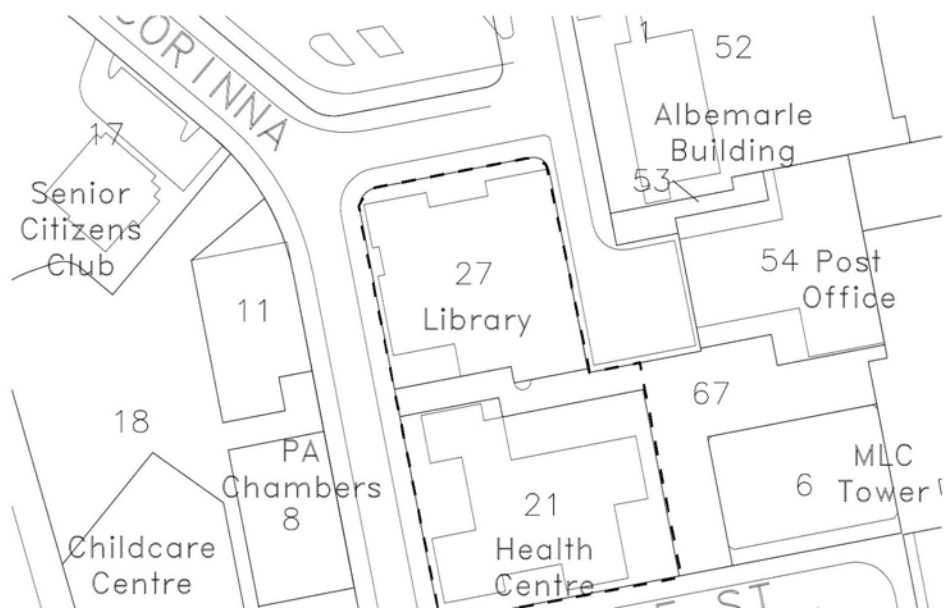 CORINNA
1
52
Albemarle
Building
17
Senior
Citizens
Club
53
54
Post
Office
27
Library
11
67
18
PA
Chambers
8
MLC
Tower
6
21
Health
Centre
Childcare
Centre
ST